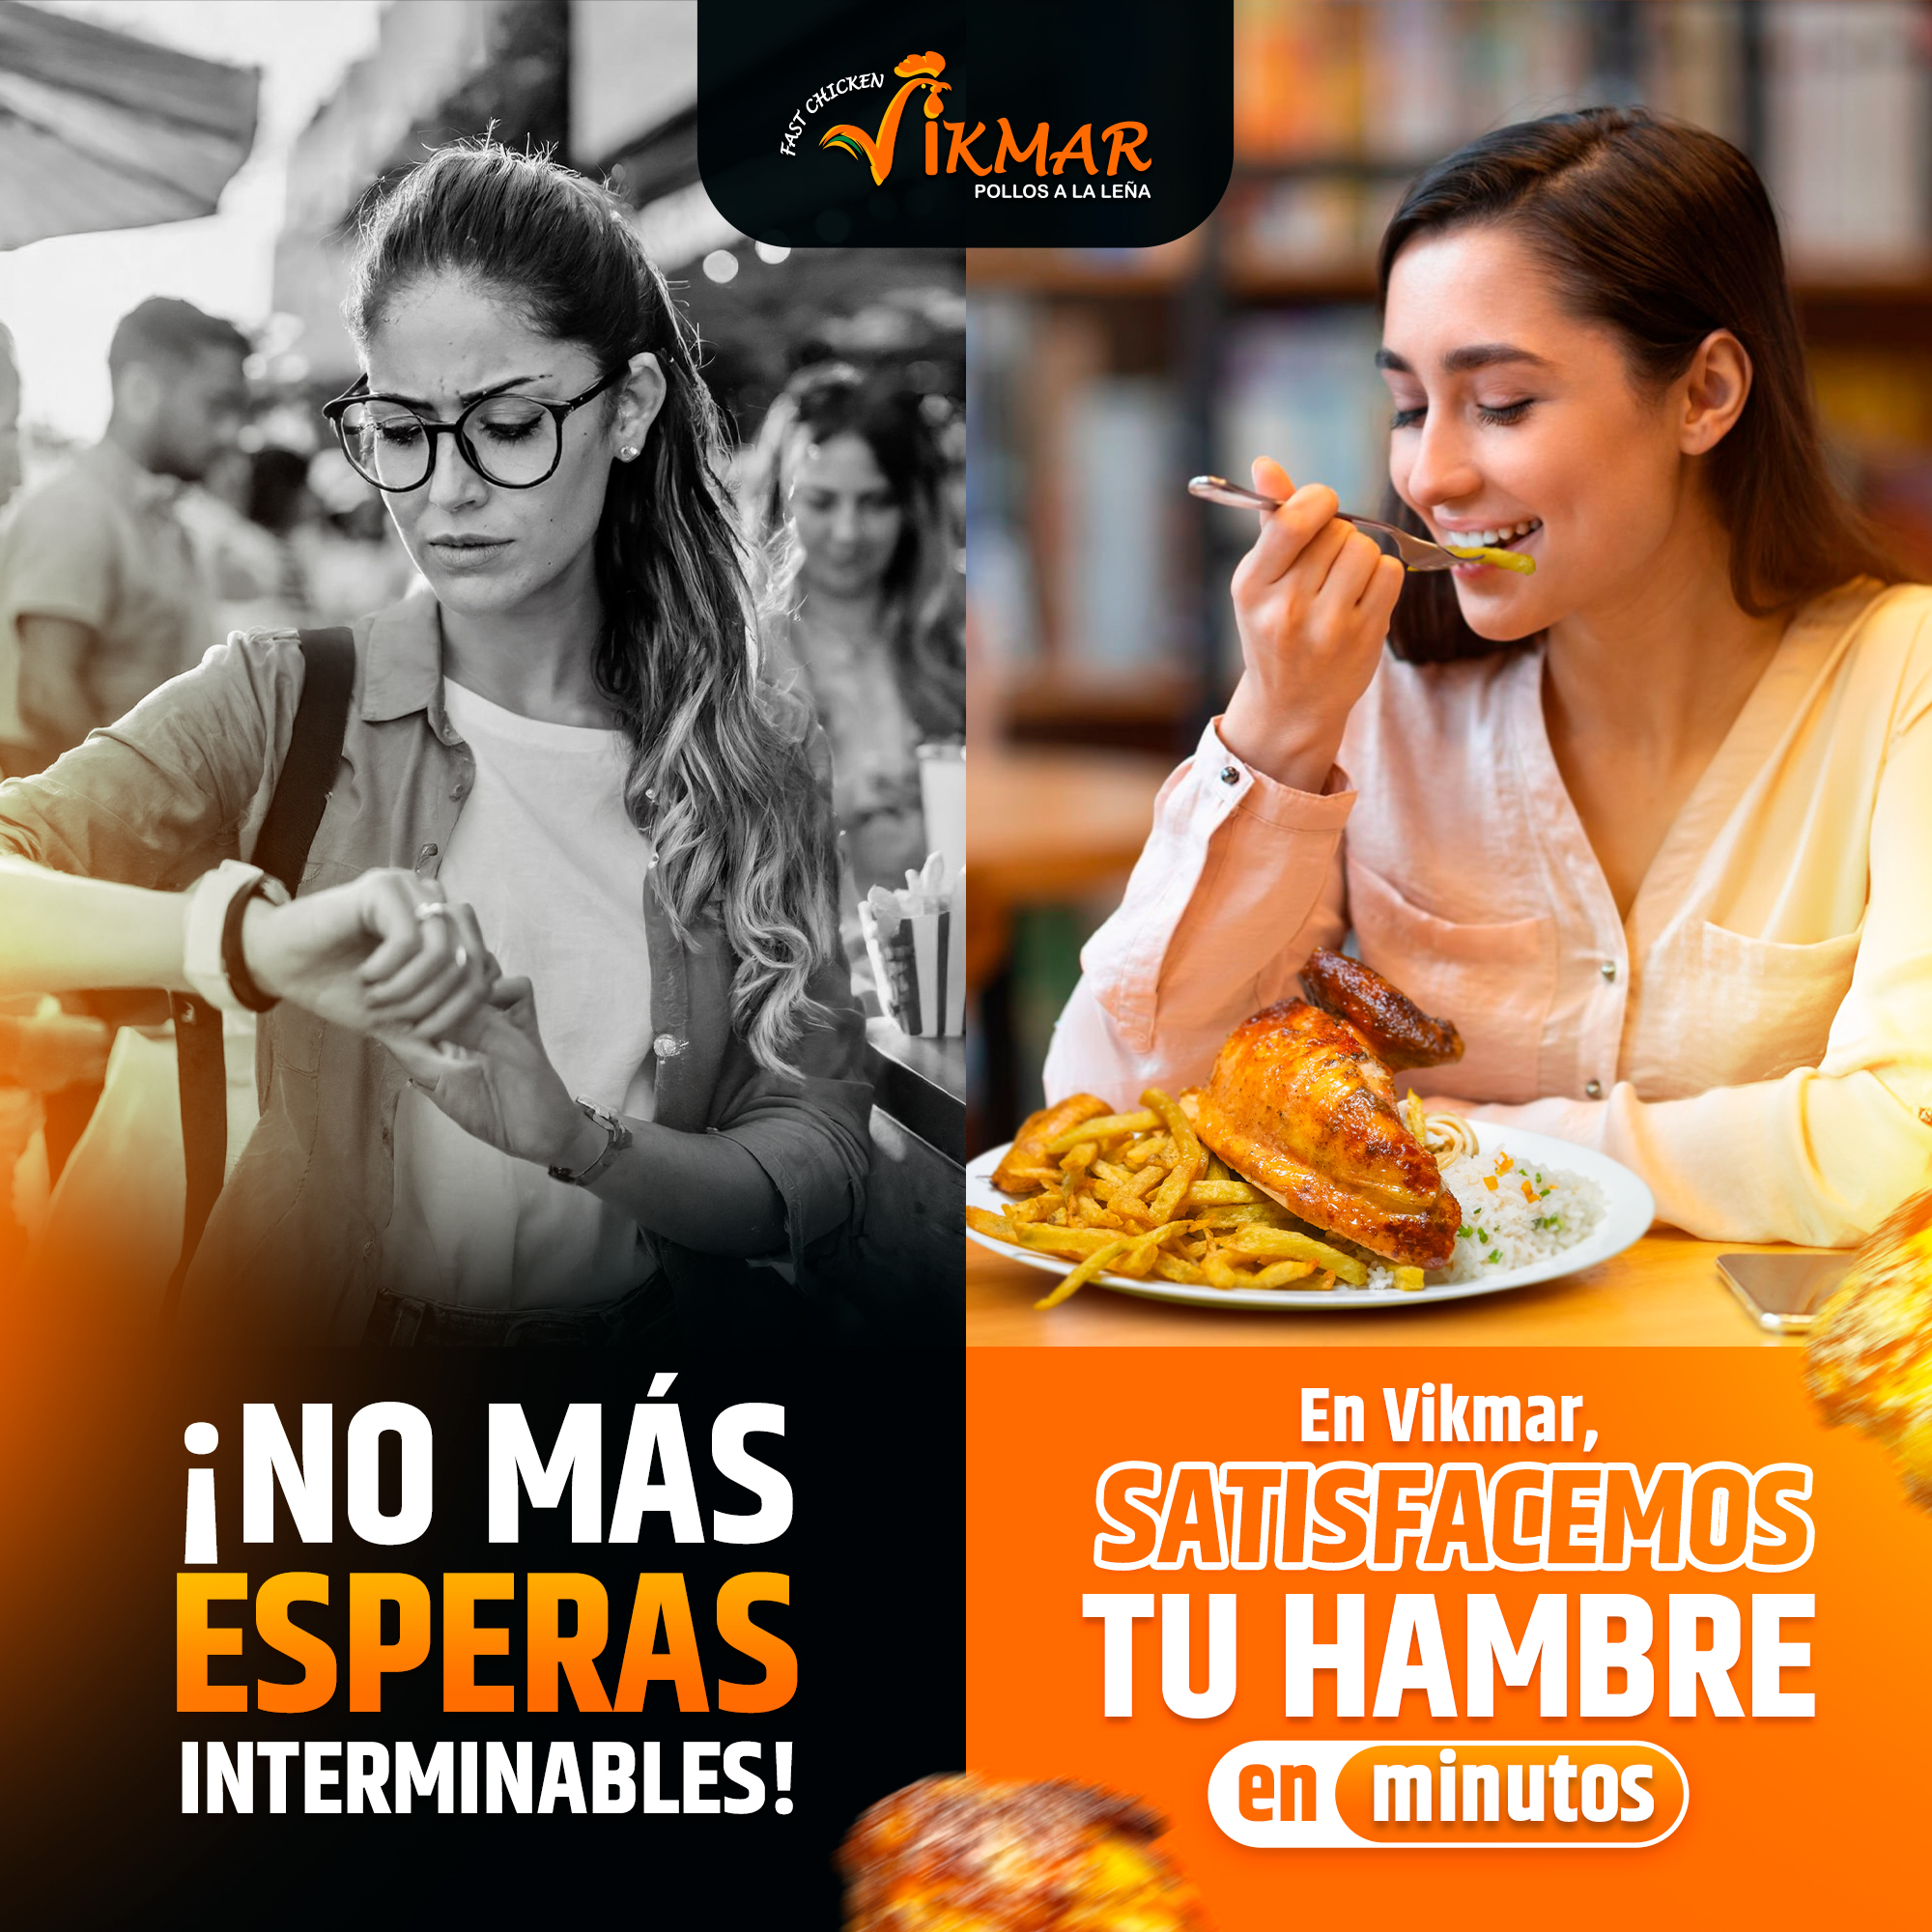 FAST CHICKEN
VIKMAR
POLLOS A LA LEÑA
¡NO MÁS
ESPERAS
INTERMINABLES!
En Vikmar,
SATISFACEMOS
TU HAMBRE
en minutos